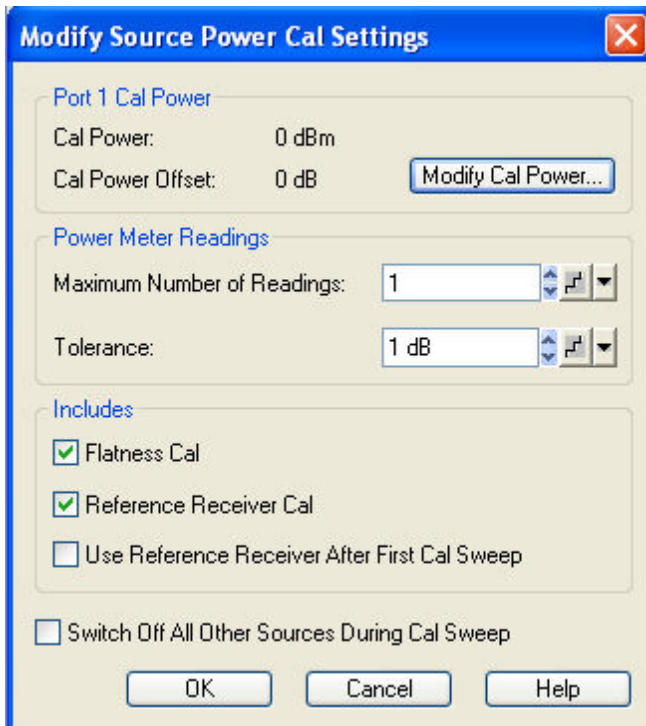 Modify Source Power Cal Settings
Port 1 Cal Power
Cal Power: 0 dBm
Cal Power Offset: 0 dB Modify Cal Power...
Power Meter Readings
Maximum Number of Readings: 1
Tolerance: 1 dB
Includes
Flatness Cal
Reference Receiver Cal
Use Reference Receiver After First Cal Sweep
Switch Off All Other Sources During Cal Sweep
OK Cancel Help